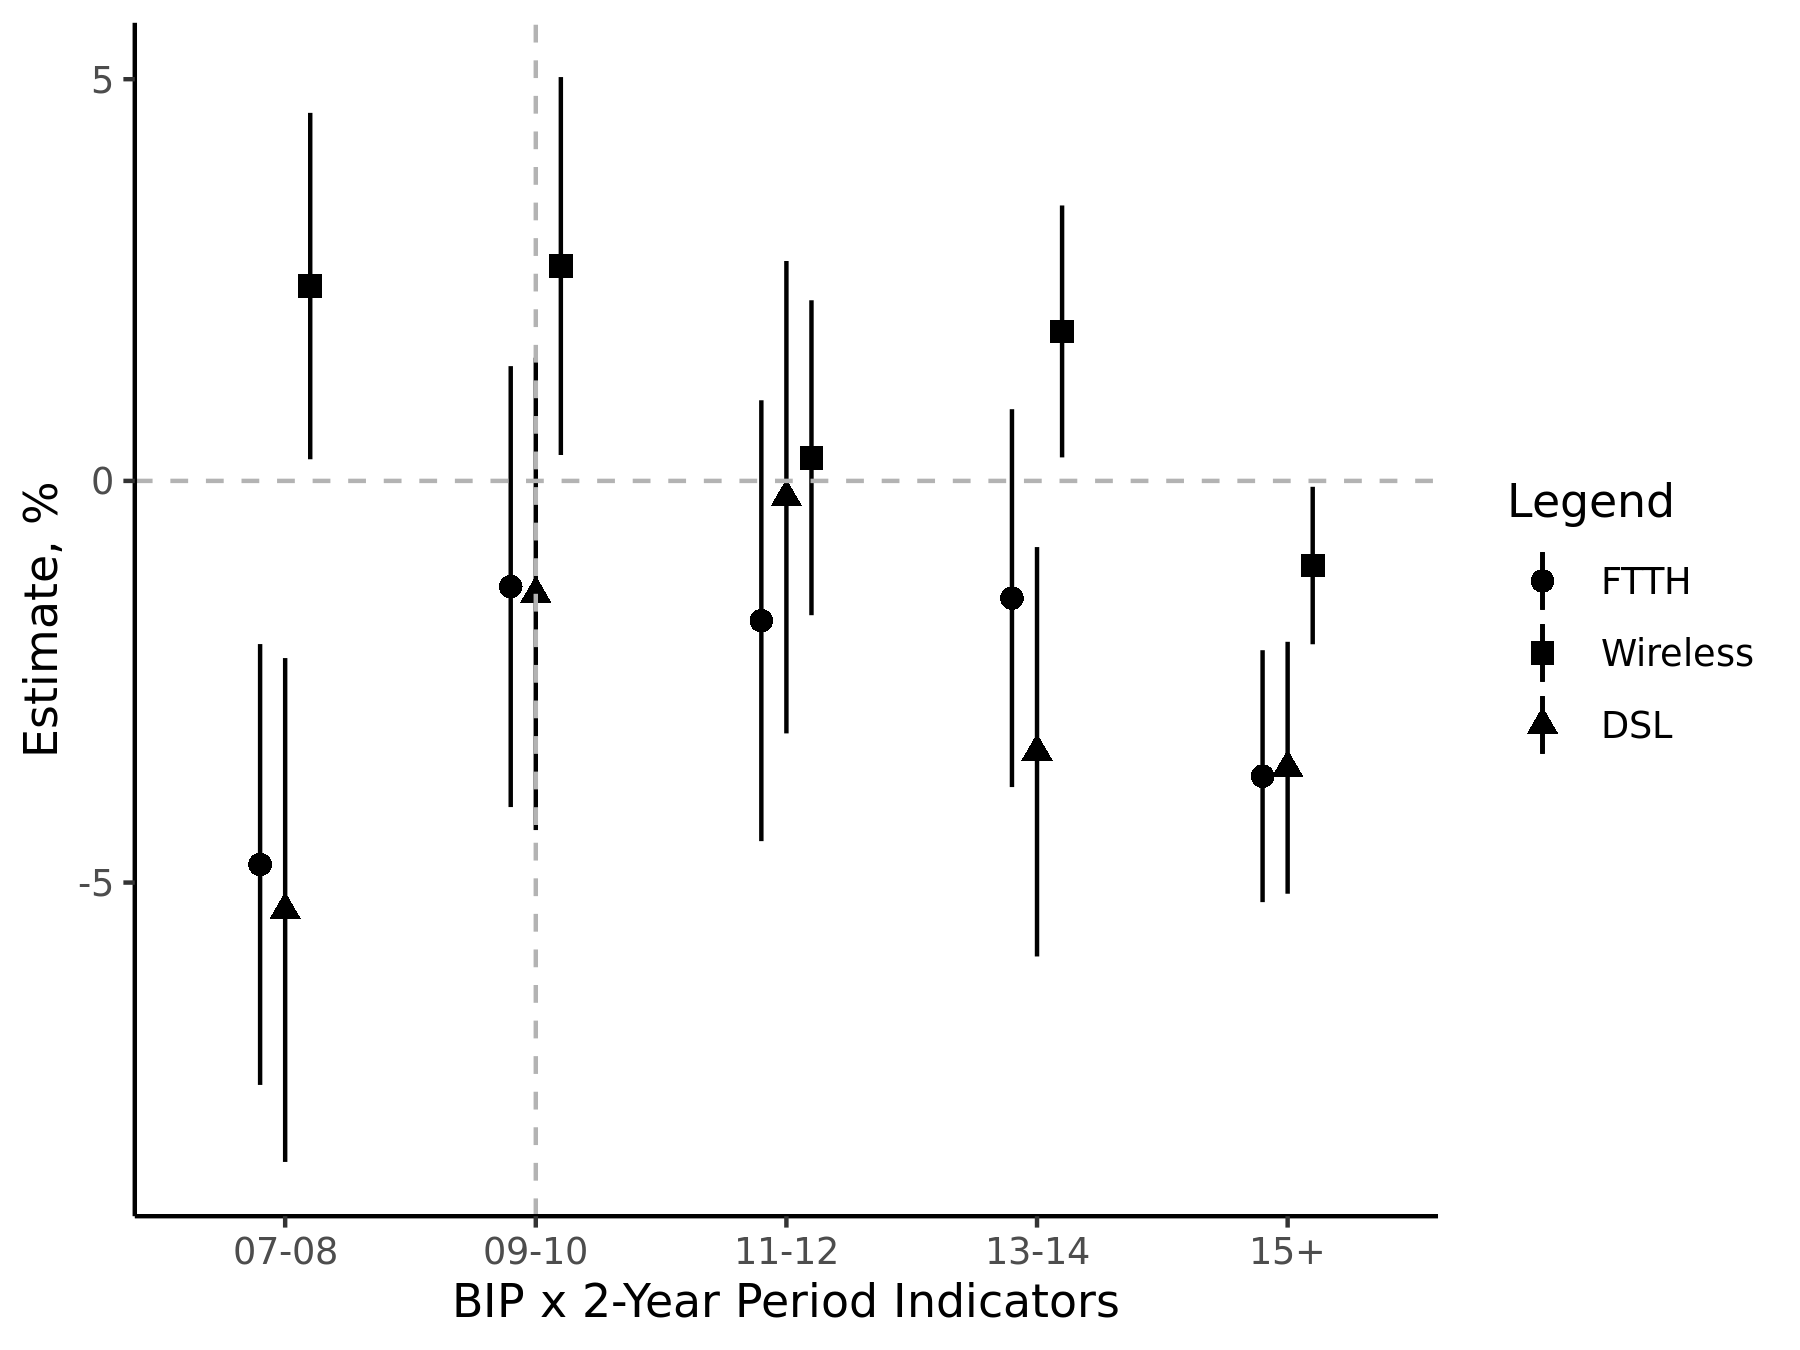 5
0
-5
Estimate, %
07-08
09-10
11-12
13-14
15+
BIP x 2-Year Period Indicators
Legend
FTTH
Wireless
DSL